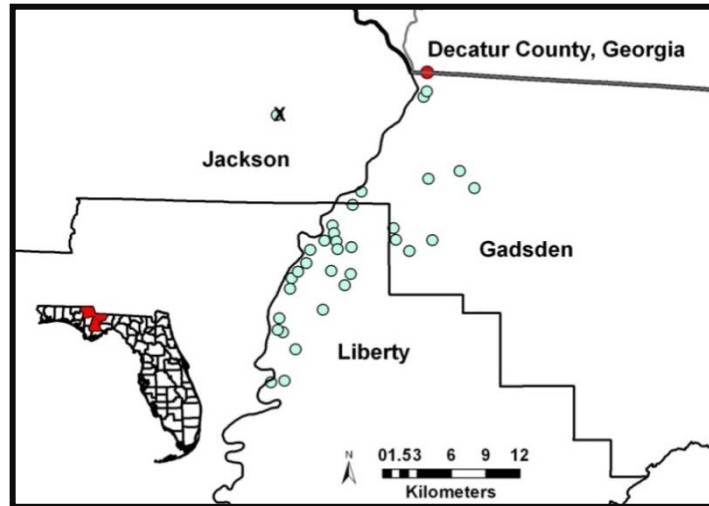 Decatur County, Georgia
X
Jackson
Gadsden
Liberty
N
01.53 6 9 12
Kilometers